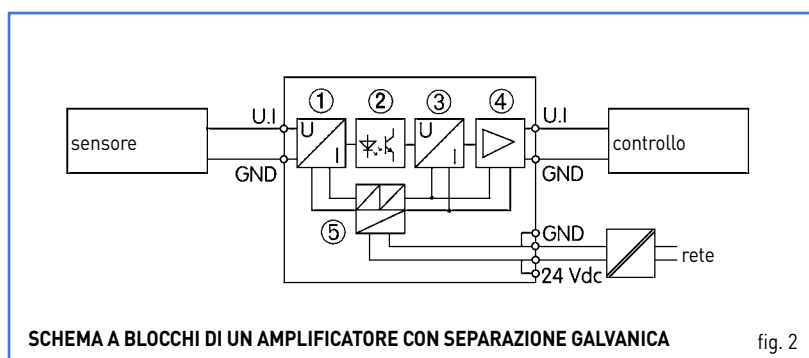 ① ② ③ ④
U.I U I U I U.I
sensore controllo
GND GND
⑤ GND
rete
24 Vdc
SCHEMA A BLOCCHI DI UN AMPLIFICATORE CON SEPARAZIONE GALVANICA fig. 2